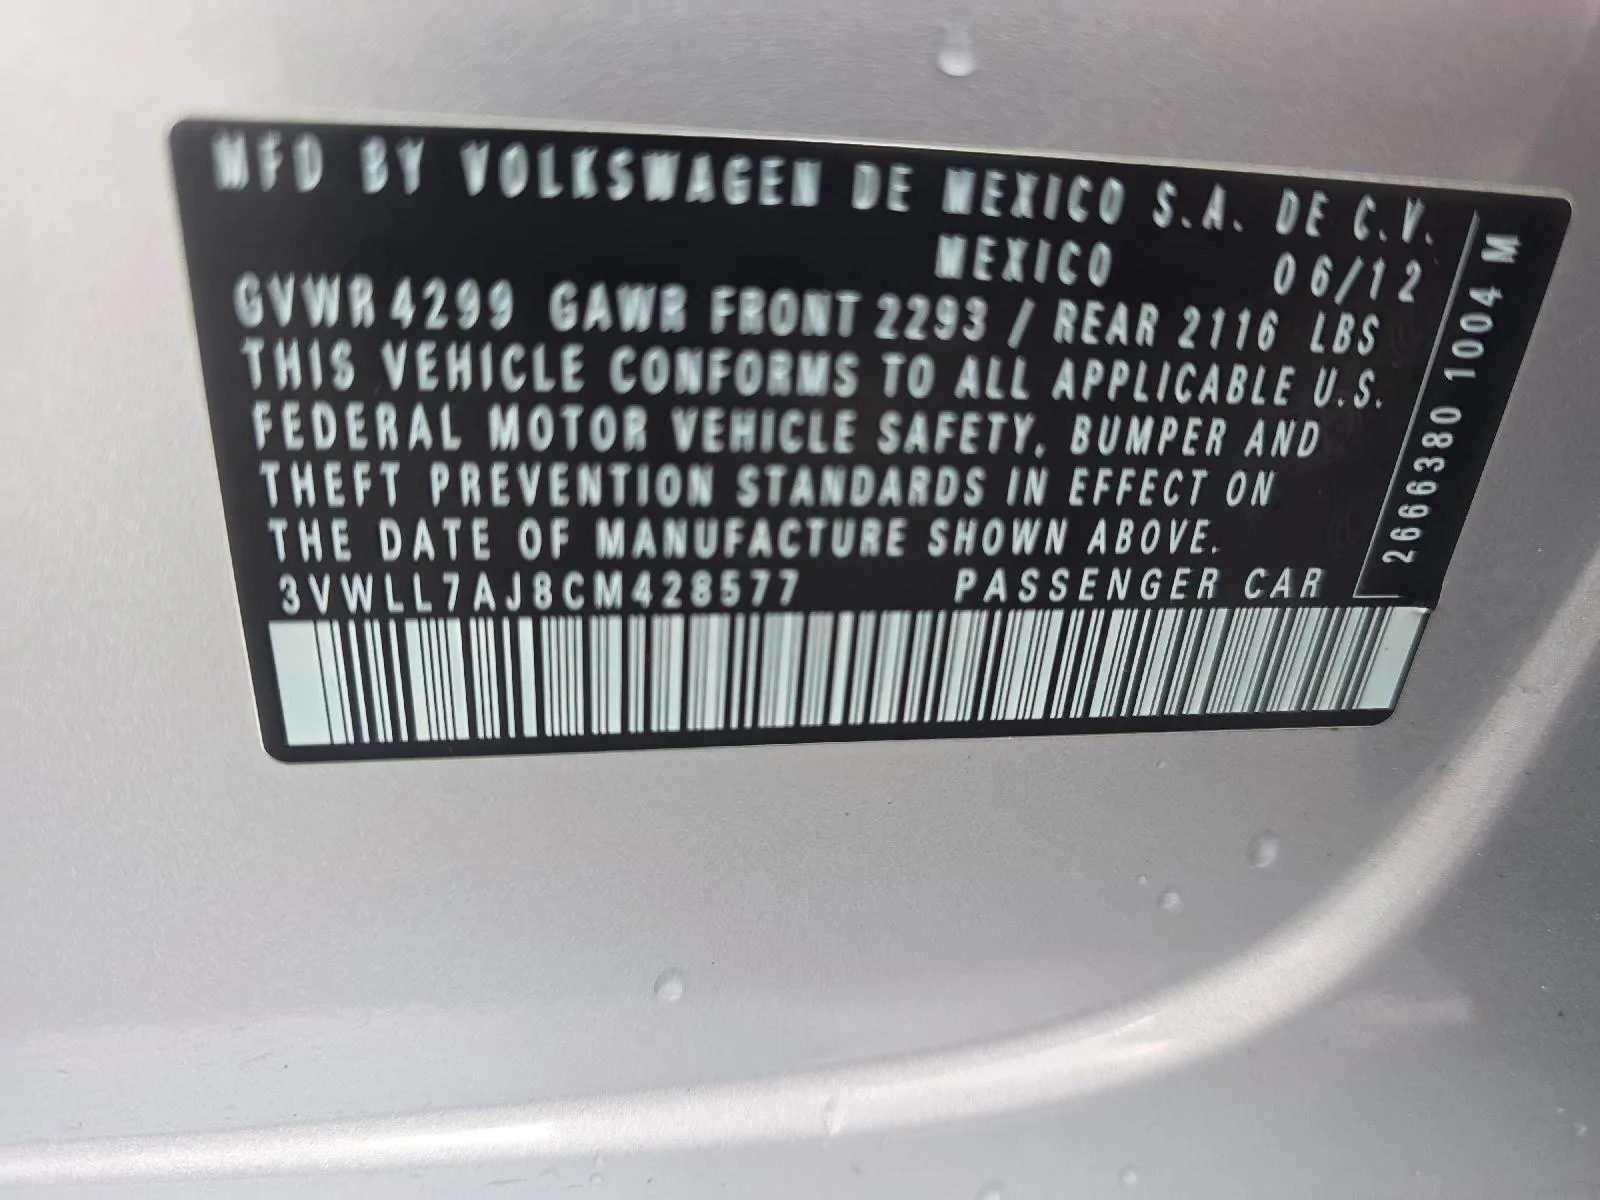 MFD BY VOLKSWAGEN DE MEXICO S.A. DE C.V.
MEXICO 06/12
GVWR 4299 GAWR FRONT 2293 / REAR 2116 LBS
THIS VEHICLE CONFORMS TO ALL APPLICABLE U.S.
FEDERAL MOTOR VEHICLE SAFETY, BUMPER AND
THEFT PREVENTION STANDARDS IN EFFECT ON
THE DATE OF MANUFACTURE SHOWN ABOVE.
3VWLL7AJ8CM428577 PASSENGER CAR
2666380 1004 M